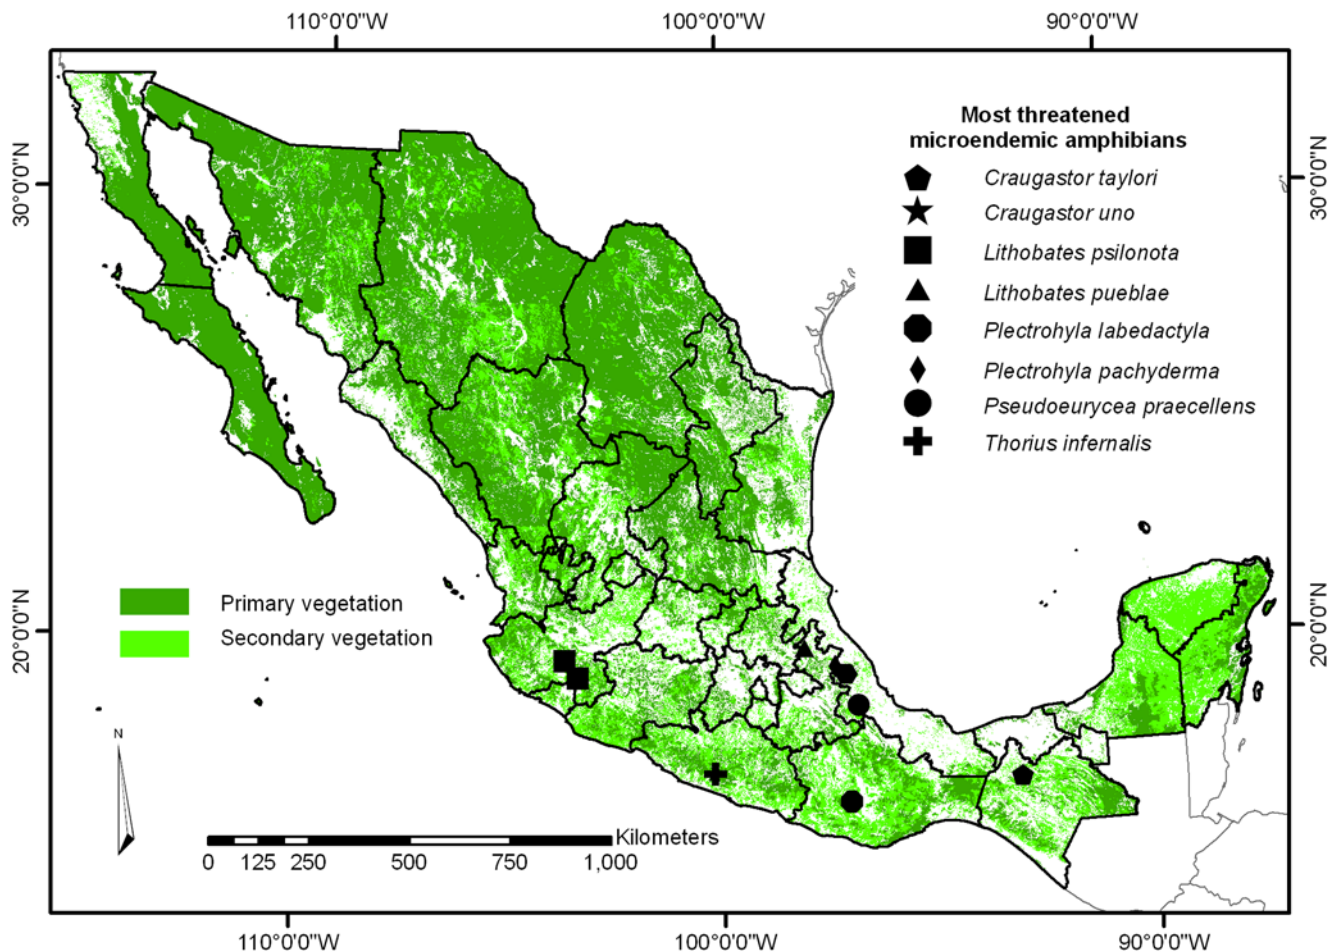 110°0'0"W 100°0'0"W 90°0'0"W
Most threatened
microendemic amphibians
Craugastor taylori
Craugastor uno
Lithobates psilonota
Lithobates pueblae
Plectrohyla labedactyla
Plectrohyla pachyderma
Pseudoeurycea praecellens
Thorius infernalis
30°0'0"N
30°0'0"N
Primary vegetation
Secondary vegetation
20°0'0"N
20°0'0"N
N
Kilometers
0 125 250 500 750 1,000
110°0'0"W 100°0'0"W 90°0'0"W